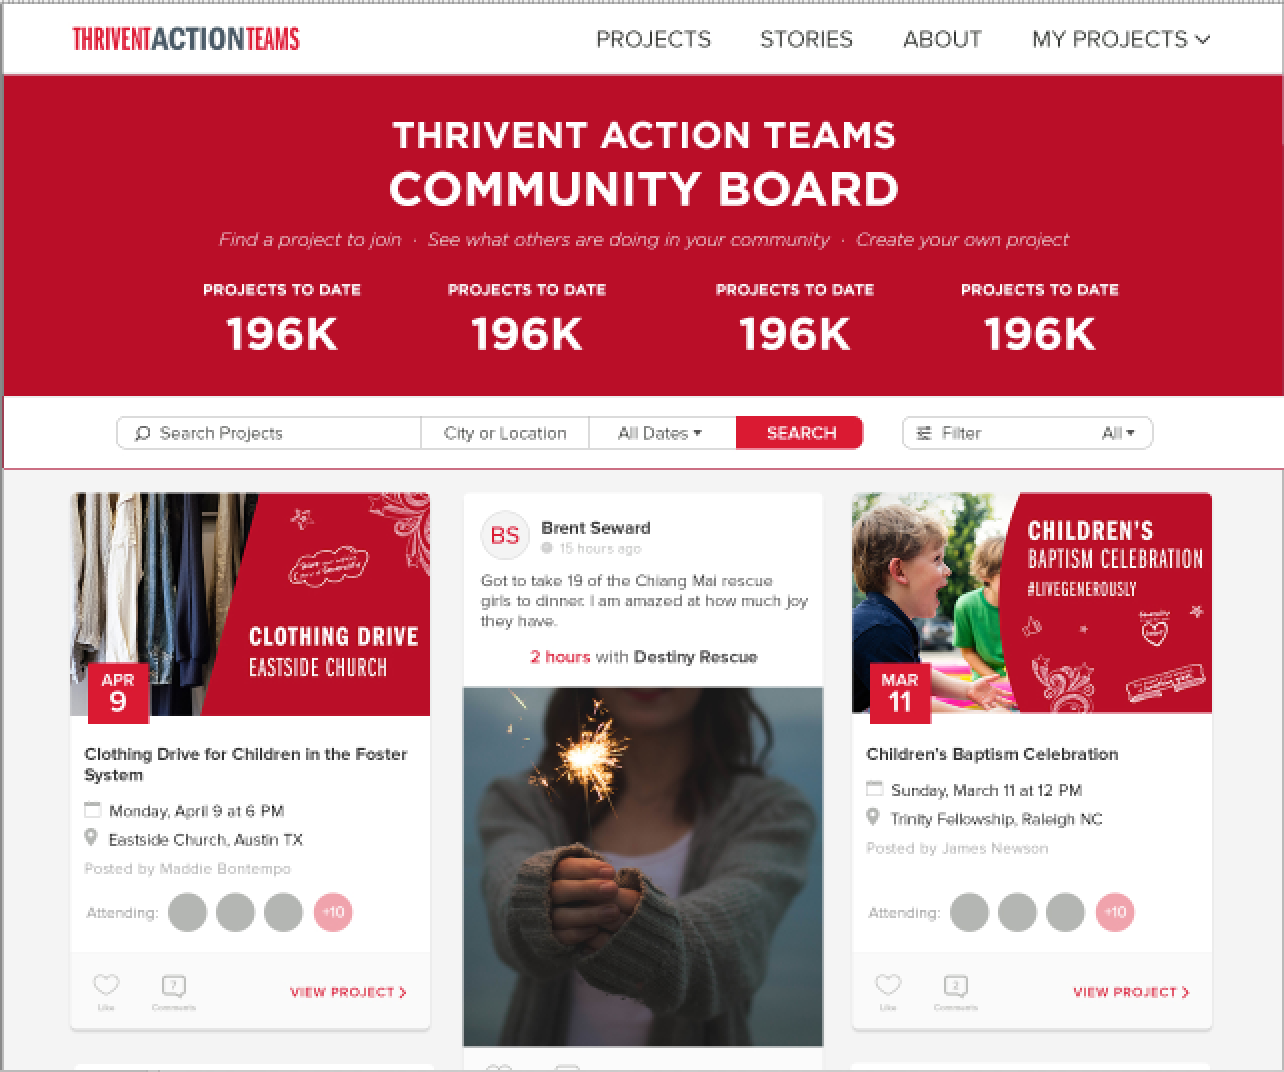 THRIVENTACTIONTEAMS
PROJECTS STORIES ABOUT MY PROJECTS
THRIVENT ACTION TEAMS
COMMUNITY BOARD
Find a project to join · See what others are doing in your community · Create your own project
PROJECTS TO DATE PROJECTS TO DATE PROJECTS TO DATE PROJECTS TO DATE
196K 196K 196K 196K
Search Projects City or Location All Dates SEARCH Filter All
CLOTHING DRIVE
EASTSIDE CHURCH
APR
9
Clothing Drive for Children in the Foster
System
Monday, April 9 at 6 PM
Eastside Church, Austin TX
Posted by Maddie Bontempo
Attending: +10
7
Like Comments VIEW PROJECT
BS
Brent Seward
15 hours ago
Got to take 19 of the Chiang Mai rescue
girls to dinner. I am amazed at how much joy
they have.
2 hours with Destiny Rescue
CHILDREN'S
BAPTISM CELEBRATION
#LIVEGENEROUSLY
MAR
11
Children's Baptism Celebration
Sunday, March 11 at 12 PM
Trinity Fellowship, Raleigh NC
Posted by James Newson
Attending: +10
2
Like Comments VIEW PROJECT